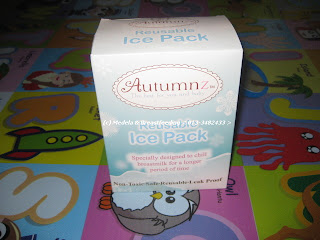 Reusable
Ice Pack
Autumnz
Reusable
Ice Pack
Specially designed to chill
breastmilk for a longer
period of time
Non-Toxic•Safe•Reusable•Leak Proof